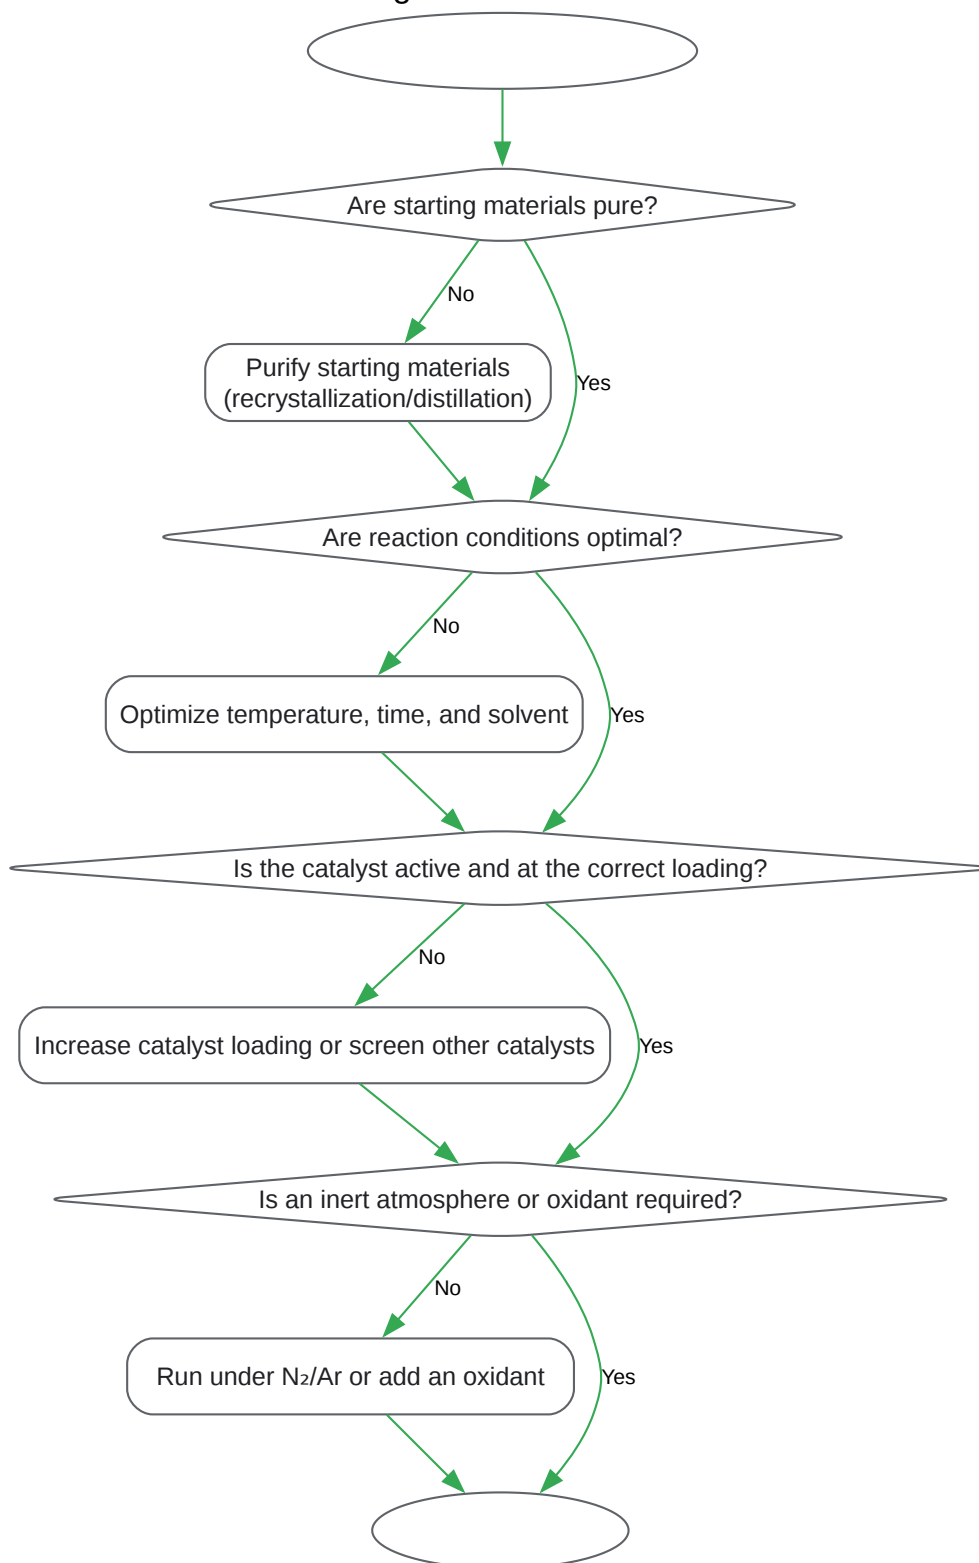 Are starting materials pure?
No
Purify starting materials
(recrystallization/distillation)
Yes
Are reaction conditions optimal?
No
Optimize temperature, time, and solvent
Yes
Is the catalyst active and at the correct loading?
No
Increase catalyst loading or screen other catalysts
Yes
Is an inert atmosphere or oxidant required?
No
Run under N₂/Ar or add an oxidant
Yes